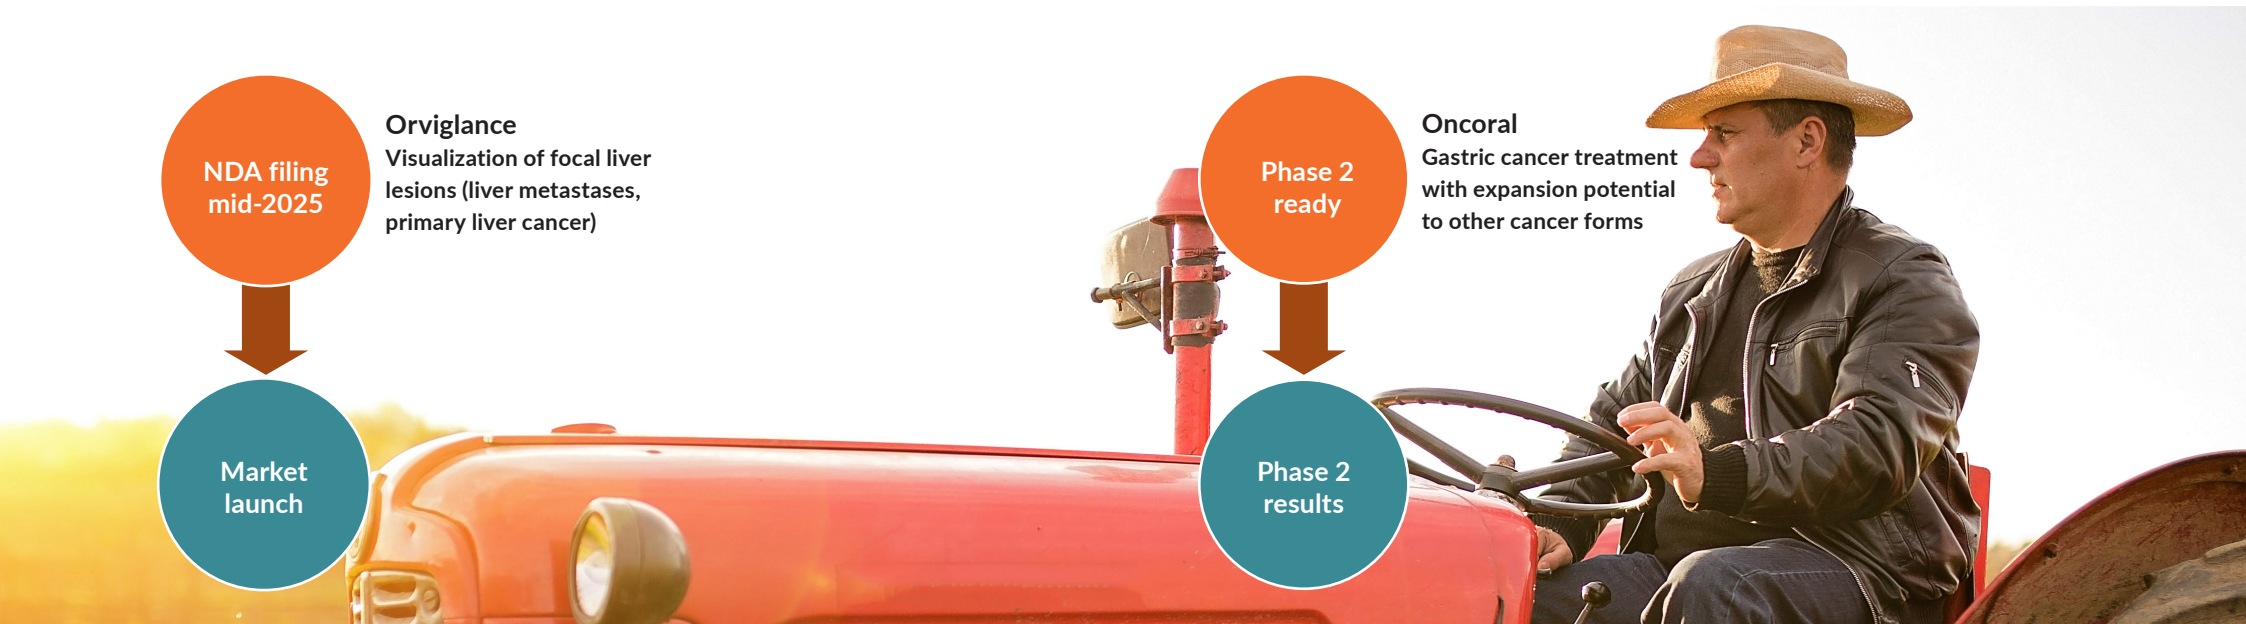 NDA filing
mid-2025
Orviglance
Visualization of focal liver
lesions (liver metastases,
primary liver cancer)
Market
launch
Phase 2
ready
Oncoral
Gastric cancer treatment
with expansion potential
to other cancer forms
Phase 2
results